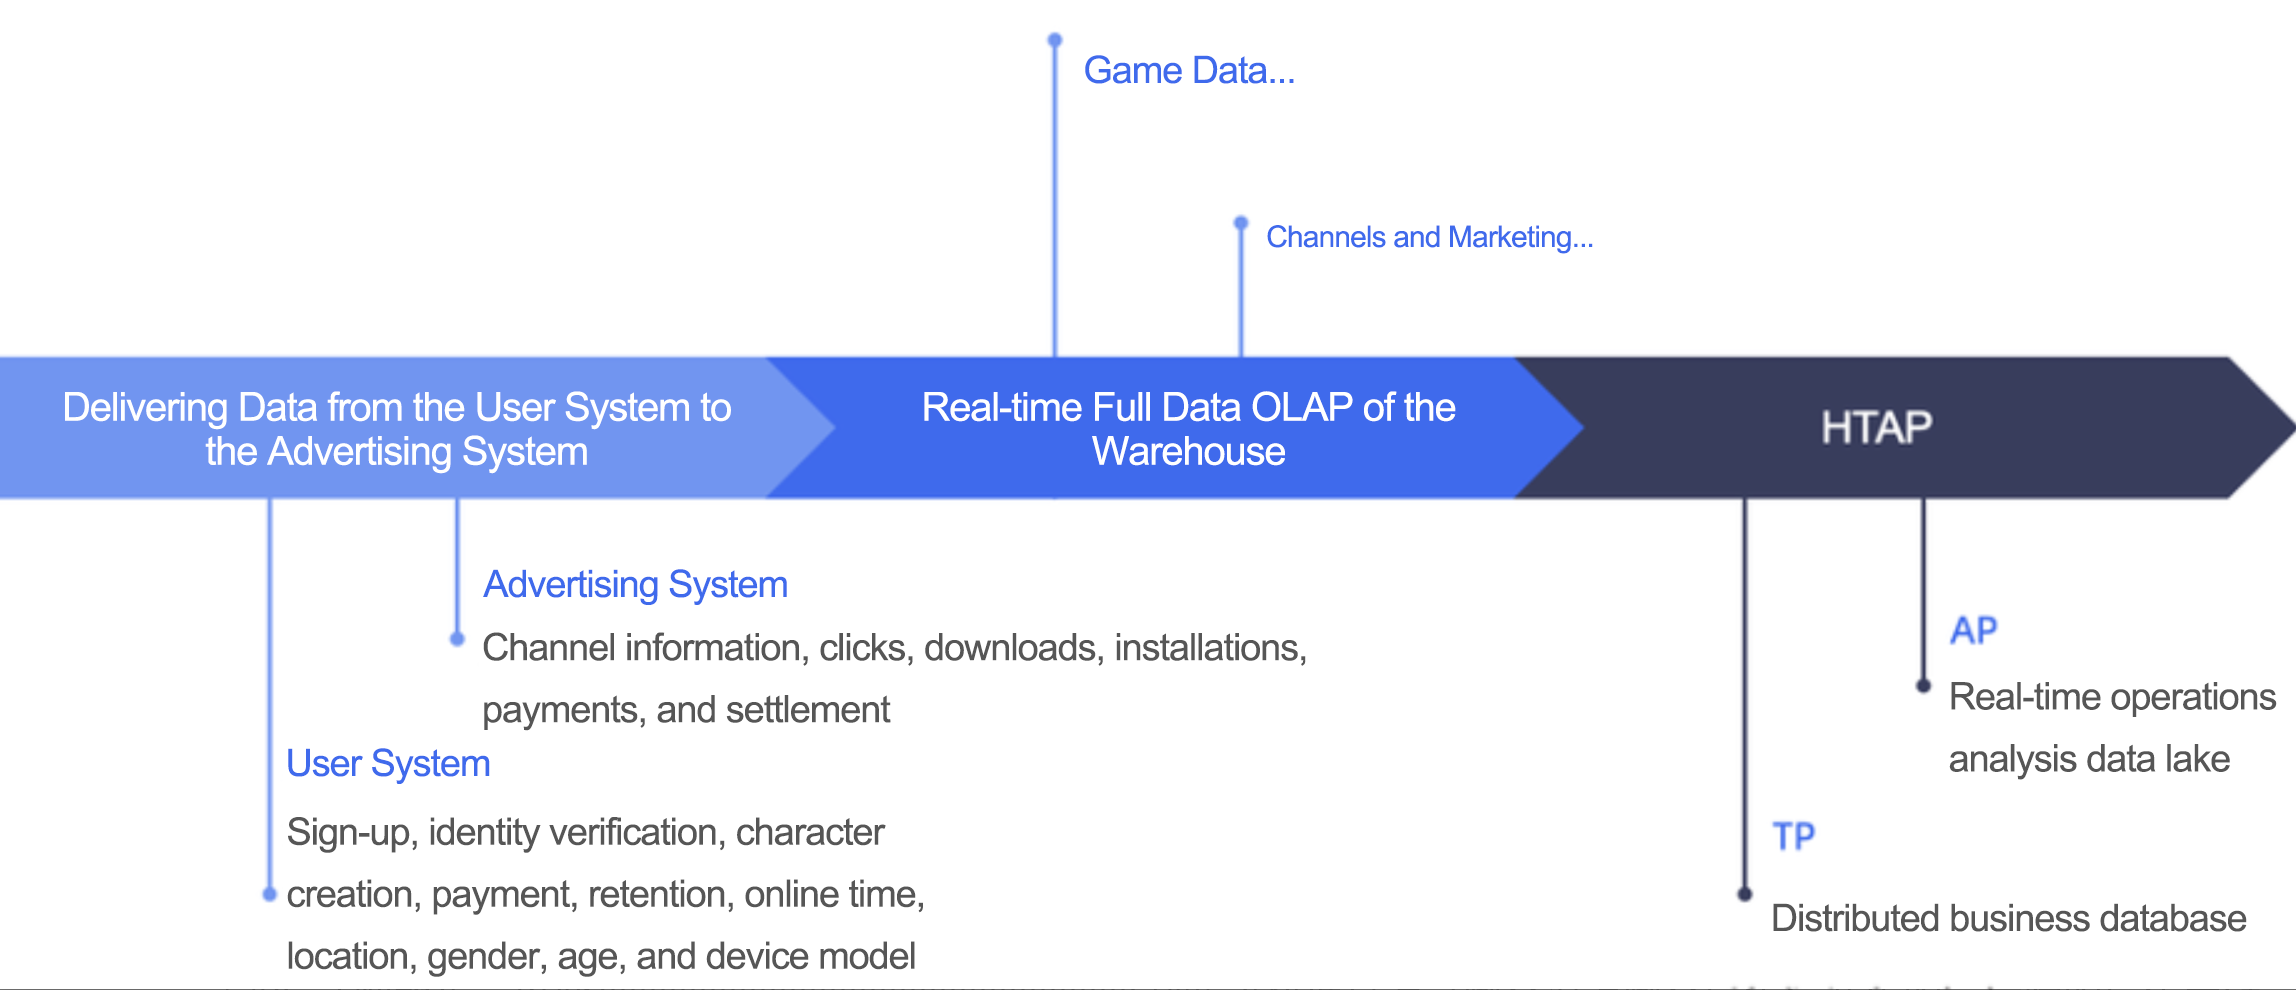 Game Data...
Channels and Marketing...
Delivering Data from the User System to
the Advertising System
Real-time Full Data OLAP of the
Warehouse
HTAP
Advertising System
Channel information, clicks, downloads, installations,
payments, and settlement
User System
Sign-up, identity verification, character
creation, payment, retention, online time,
location, gender, age, and device model
AP
Real-time operations
analysis data lake
TP
Distributed business database